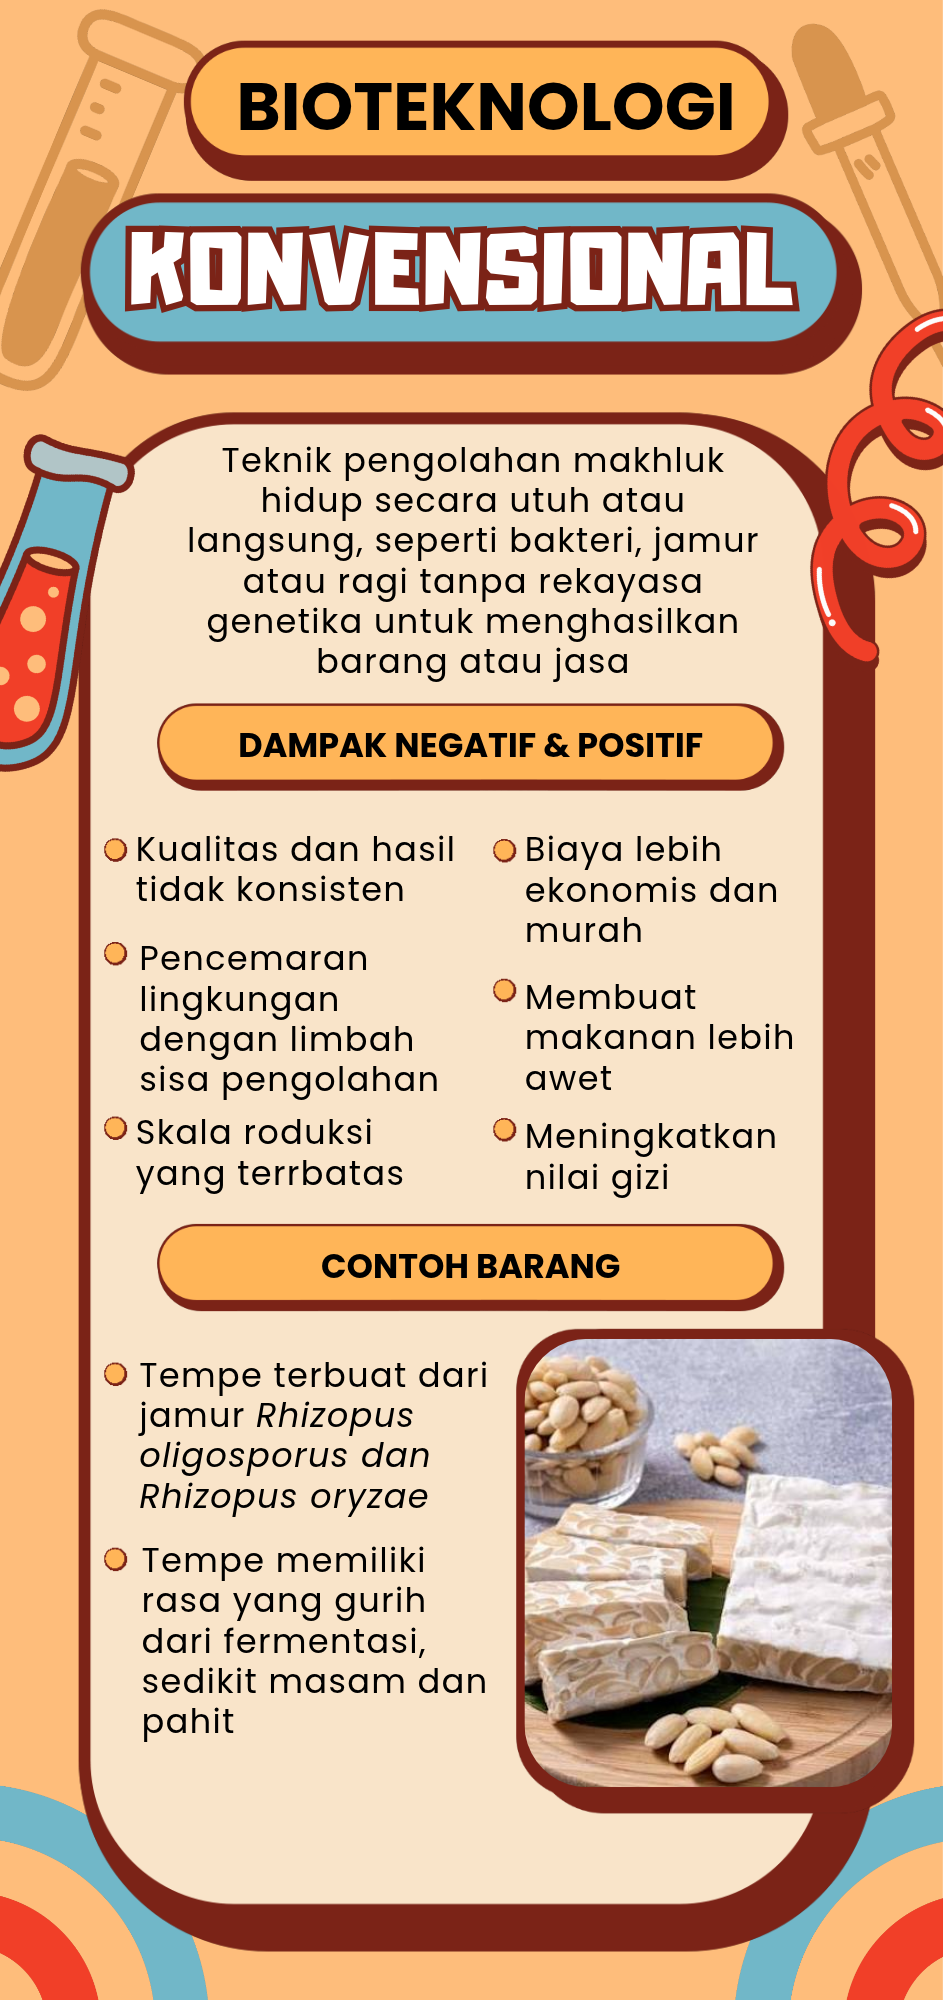 BIOTEKNOLOGI
KONVENSIONAL
Teknik pengolahan makhluk
hidup secara utuh atau
langsung, seperti bakteri, jamur
atau ragi tanpa rekayasa
genetika untuk menghasilkan
barang atau jasa
DAMPAK NEGATIF & POSITIF
Kualitas dan hasil
tidak konsisten
Pencemaran
lingkungan
dengan limbah
sisa pengolahan
Skala roduksi
yang terrbatas
Biaya lebih
ekonomis dan
murah
Membuat
makanan lebih
awet
Meningkatkan
nilai gizi
CONTOH BARANG
Tempe terbuat dari
jamur Rhizopus
oligosporus dan
Rhizopus oryzae
Tempe memiliki
rasa yang gurih
dari fermentasi,
sedikit masam dan
pahit